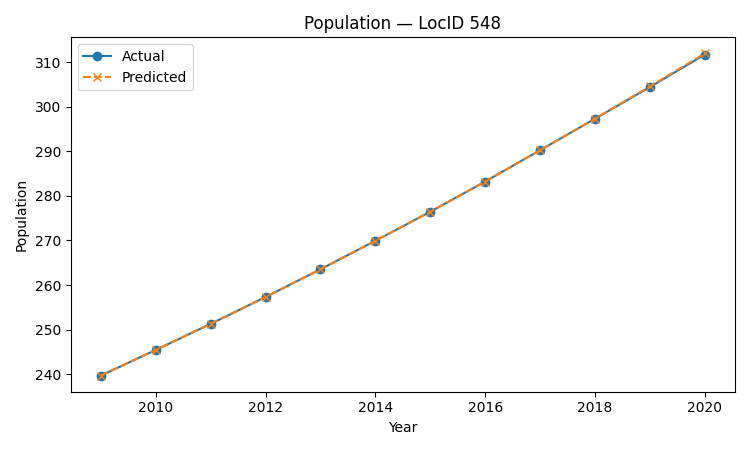 Population — LocID 548
Actual
Predicted
310
300
290
280
270
260
250
240
Population
2010 2012 2014 2016 2018 2020
Year